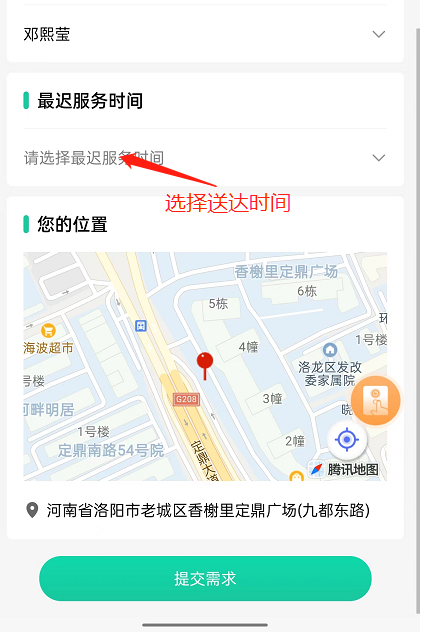 邓熙莹
最迟服务时间
请选择最迟服务时间
选择送达时间
您的位置
香榭里定鼎广场
6栋
5栋
环
海波超市
4幢
1号
洛龙区发改
委家属院
号楼
G208
3幢
晓
河畔明居
1号楼
2幢
定鼎南路54号院
定鼎大道
腾讯地图
河南省洛阳市老城区香榭里定鼎广场(九都东路)
提交需求